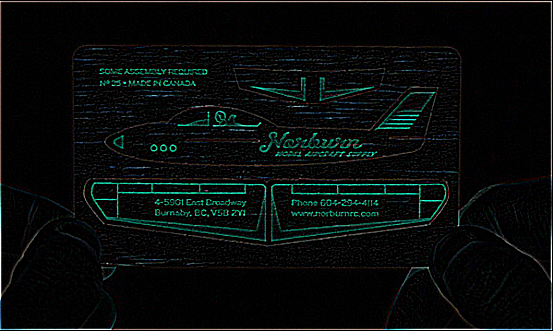 SOME ASSEMBLY REQUIRED
Nº 25 • MADE IN CANADA
Norburn
MODEL AIRCRAFT SUPPLY
4-5901 East Broadway
Burnaby, BC, V5B 2Y1
Phone 604-294-4114
www.norburnrc.com